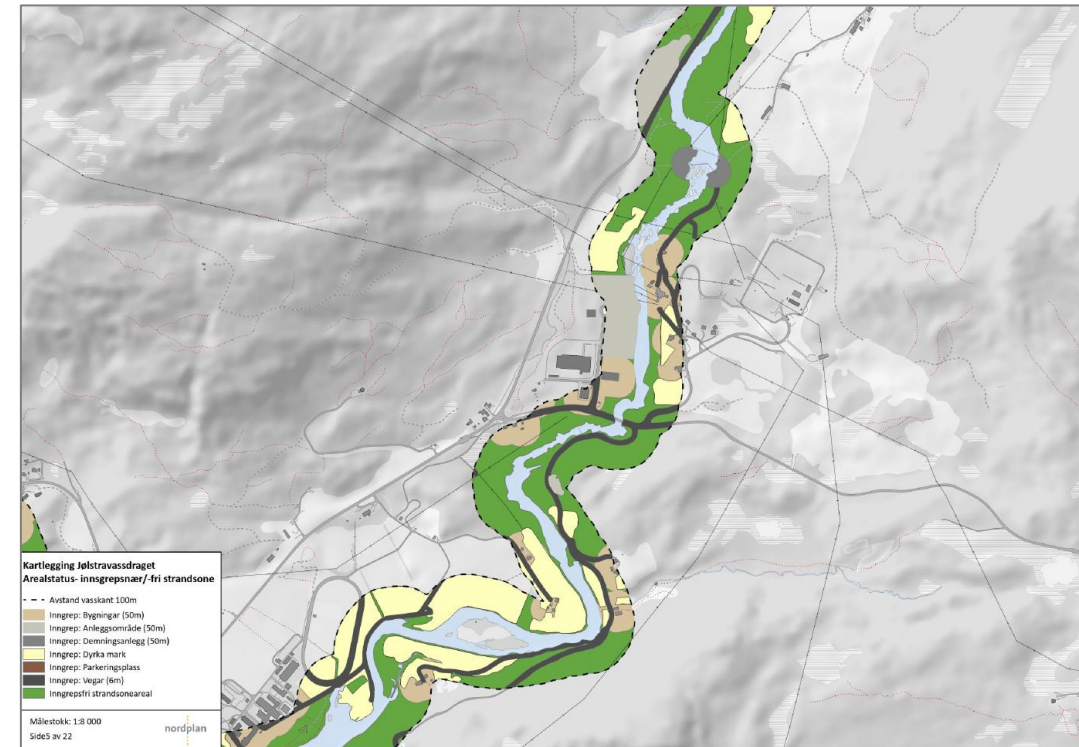 Kartlegging Jølstravassdraget
Arealstatus- innsgrepsnær/-fri strandsone
Avstand vasskant 100m
Inngrep: Bygningar (50m)
Inngrep: Anleggsområde (50m)
Inngrep: Demningsanlegg (50m)
Inngrep: Dyrka mark
Inngrep: Parkeringsplass
Inngrep: Vegar (6m)
Inngrepsfri strandsoneareal
Målestokk: 1:8 000
Side5 av 22
nordplan